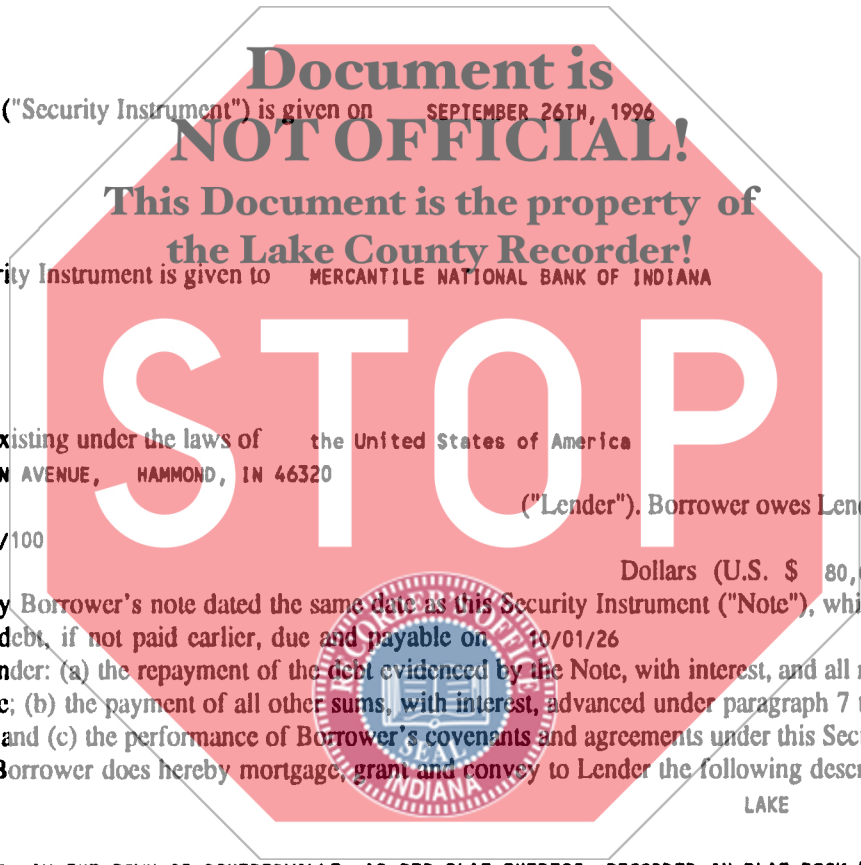 Document is
("Security Instrument") is given on SEPTEMBER 26TH, 1996
NOT OFFICIAL!
This Document is the property of
the Lake County Recorder!
rity Instrument is given to MERCANTILE NATIONAL BANK OF INDIANA
STOP
xisting under the laws of the United States of America
N AVENUE, HAMMOND, IN 46320
("Lender"). Borrower owes Lend
/100
Dollars (U.S. $ 80,
y Borrower's note dated the same date as this Security Instrument ("Note"), whi
debt, if not paid earlier, due and payable on 10/01/26
nder: (a) the repayment of the debt evidenced by the Note, with interest, and all
c; (b) the payment of all other sums, with interest, advanced under paragraph 7
and (c) the performance of Borrower's covenants and agreements under this Sec
Borrower does hereby mortgage, grant and convey to Lender the following descr
RECORDER'S OFFICE
SEAL
INDIANA
LAKE